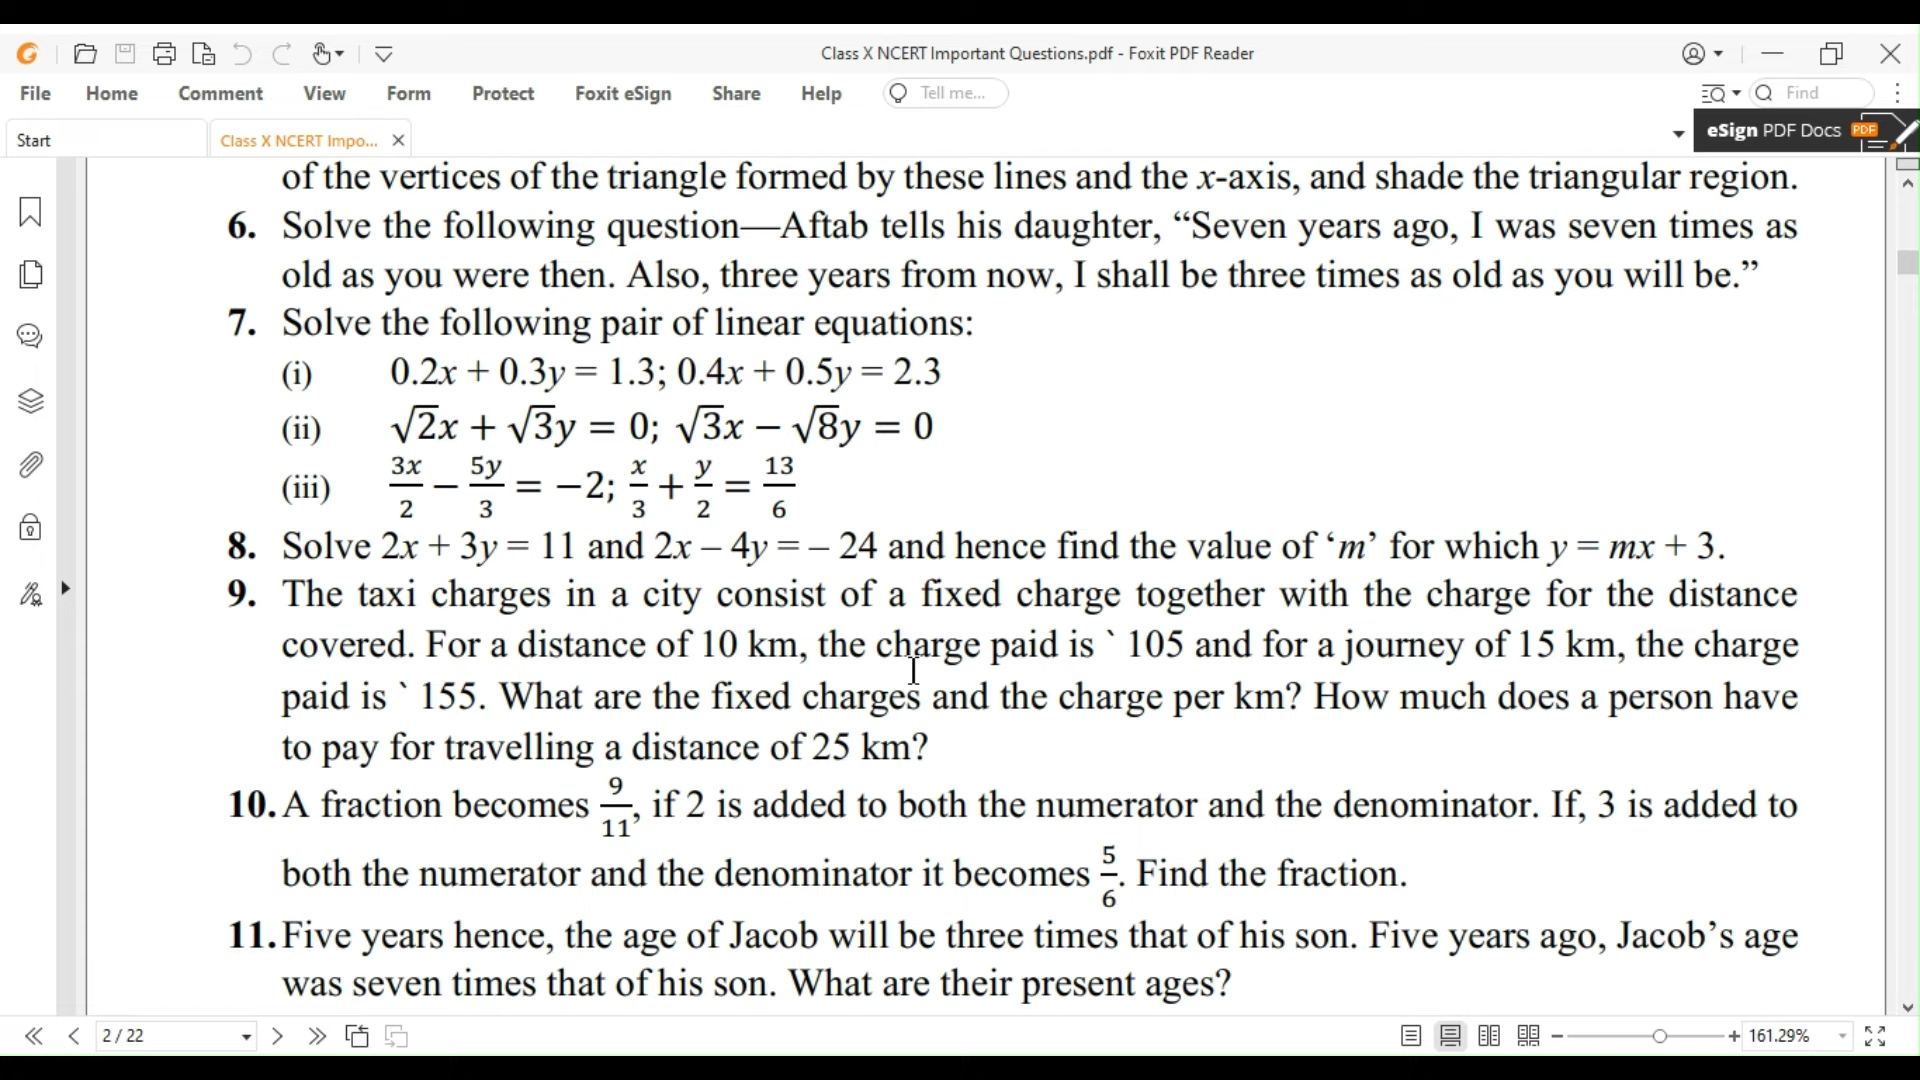 Class X NCERT Important Questions.pdf - Foxit PDF Reader
File Home Comment View Form Protect Foxit eSign Share Help Tell me... Find
Start Class X NCERT Impo... eSign PDF Docs PDF
of the vertices of the triangle formed by these lines and the x-axis, and shade the triangular region.
6. Solve the following question—Aftab tells his daughter, “Seven years ago, I was seven times as
old as you were then. Also, three years from now, I shall be three times as old as you will be.”
7. Solve the following pair of linear equations:
(i) 0.2x + 0.3y = 1.3; 0.4x + 0.5y = 2.3
(ii) √2x + √3y = 0; √3x − √8y = 0
(iii) 3x/2 − 5y/3 = −2; x/3 + y/2 = 13/6
8. Solve 2x + 3y = 11 and 2x – 4y = – 24 and hence find the value of ‘m’ for which y = mx + 3.
9. The taxi charges in a city consist of a fixed charge together with the charge for the distance
covered. For a distance of 10 km, the charge paid is ` 105 and for a journey of 15 km, the charge
paid is ` 155. What are the fixed charges and the charge per km? How much does a person have
to pay for travelling a distance of 25 km?
10. A fraction becomes 9/11, if 2 is added to both the numerator and the denominator. If, 3 is added to
both the numerator and the denominator it becomes 5/6. Find the fraction.
11. Five years hence, the age of Jacob will be three times that of his son. Five years ago, Jacob’s age
was seven times that of his son. What are their present ages?
2 / 22 161.29%